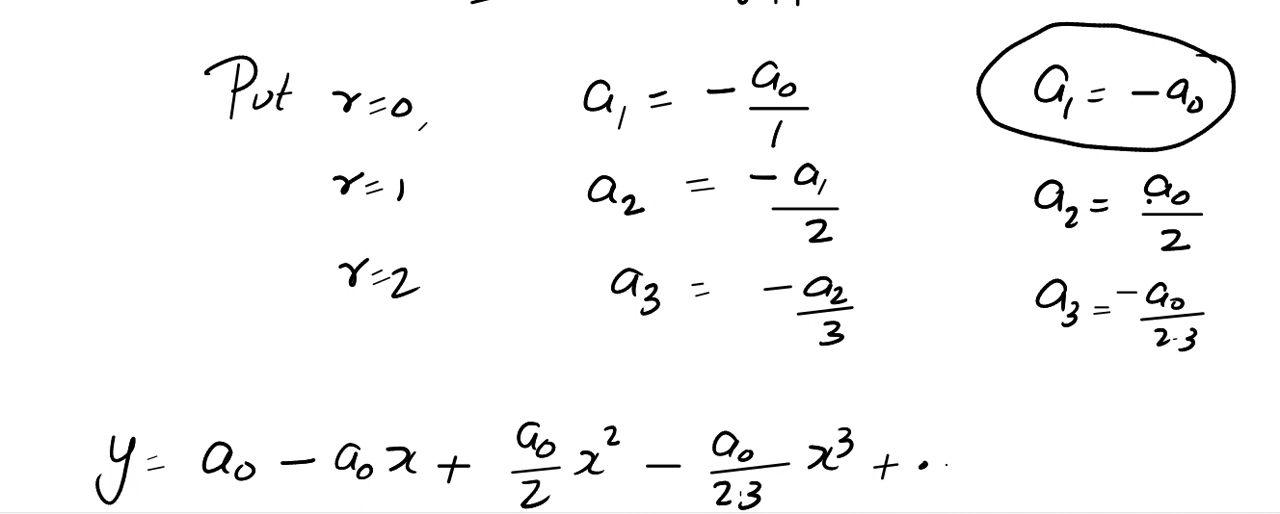 Put r=0, a₁ = - a₀/1 a₁ = -a₀
r=1 a₂ = -a₁/2 a₂ = a₀/2
r=2 a₃ = -a₂/3 a₃ = -a₀/2·3
y = a₀ - a₀x + a₀/2 x² - a₀/2·3 x³ + ..